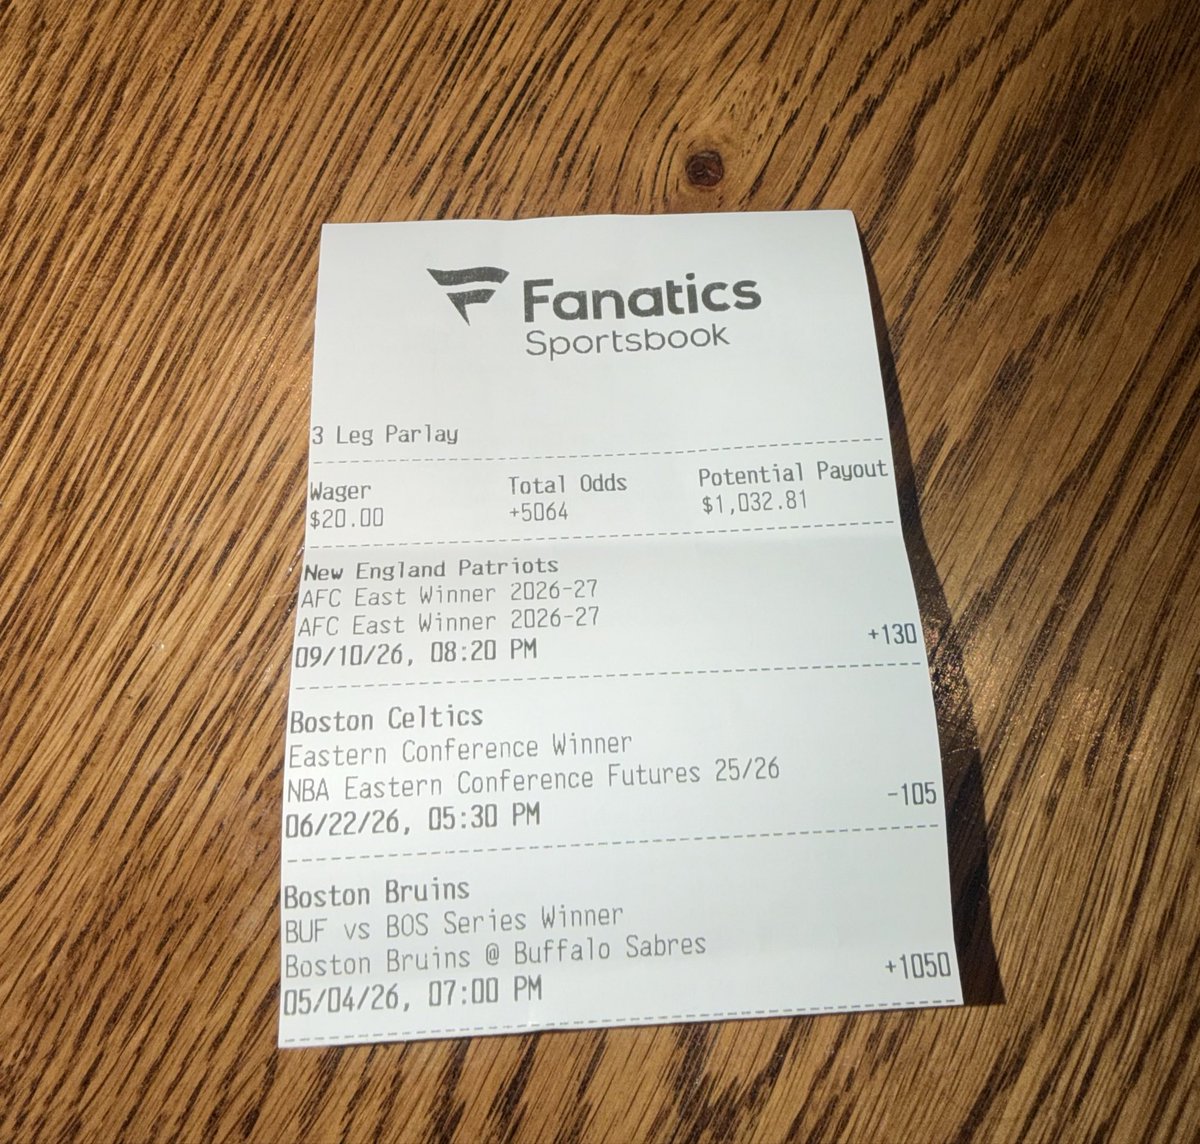 Fanatics
Sportsbook
3 Leg Parlay
Wager Total Odds Potential Payout
$20.00 +5064 $1,032.81
New England Patriots
AFC East Winner 2026-27
AFC East Winner 2026-27
09/10/26, 08:20 PM +130
Boston Celtics
Eastern Conference Winner
NBA Eastern Conference Futures 25/26
06/22/26, 05:30 PM -105
Boston Bruins
BUF vs BOS Series Winner
Boston Bruins @ Buffalo Sabres
05/04/26, 07:00 PM +1050